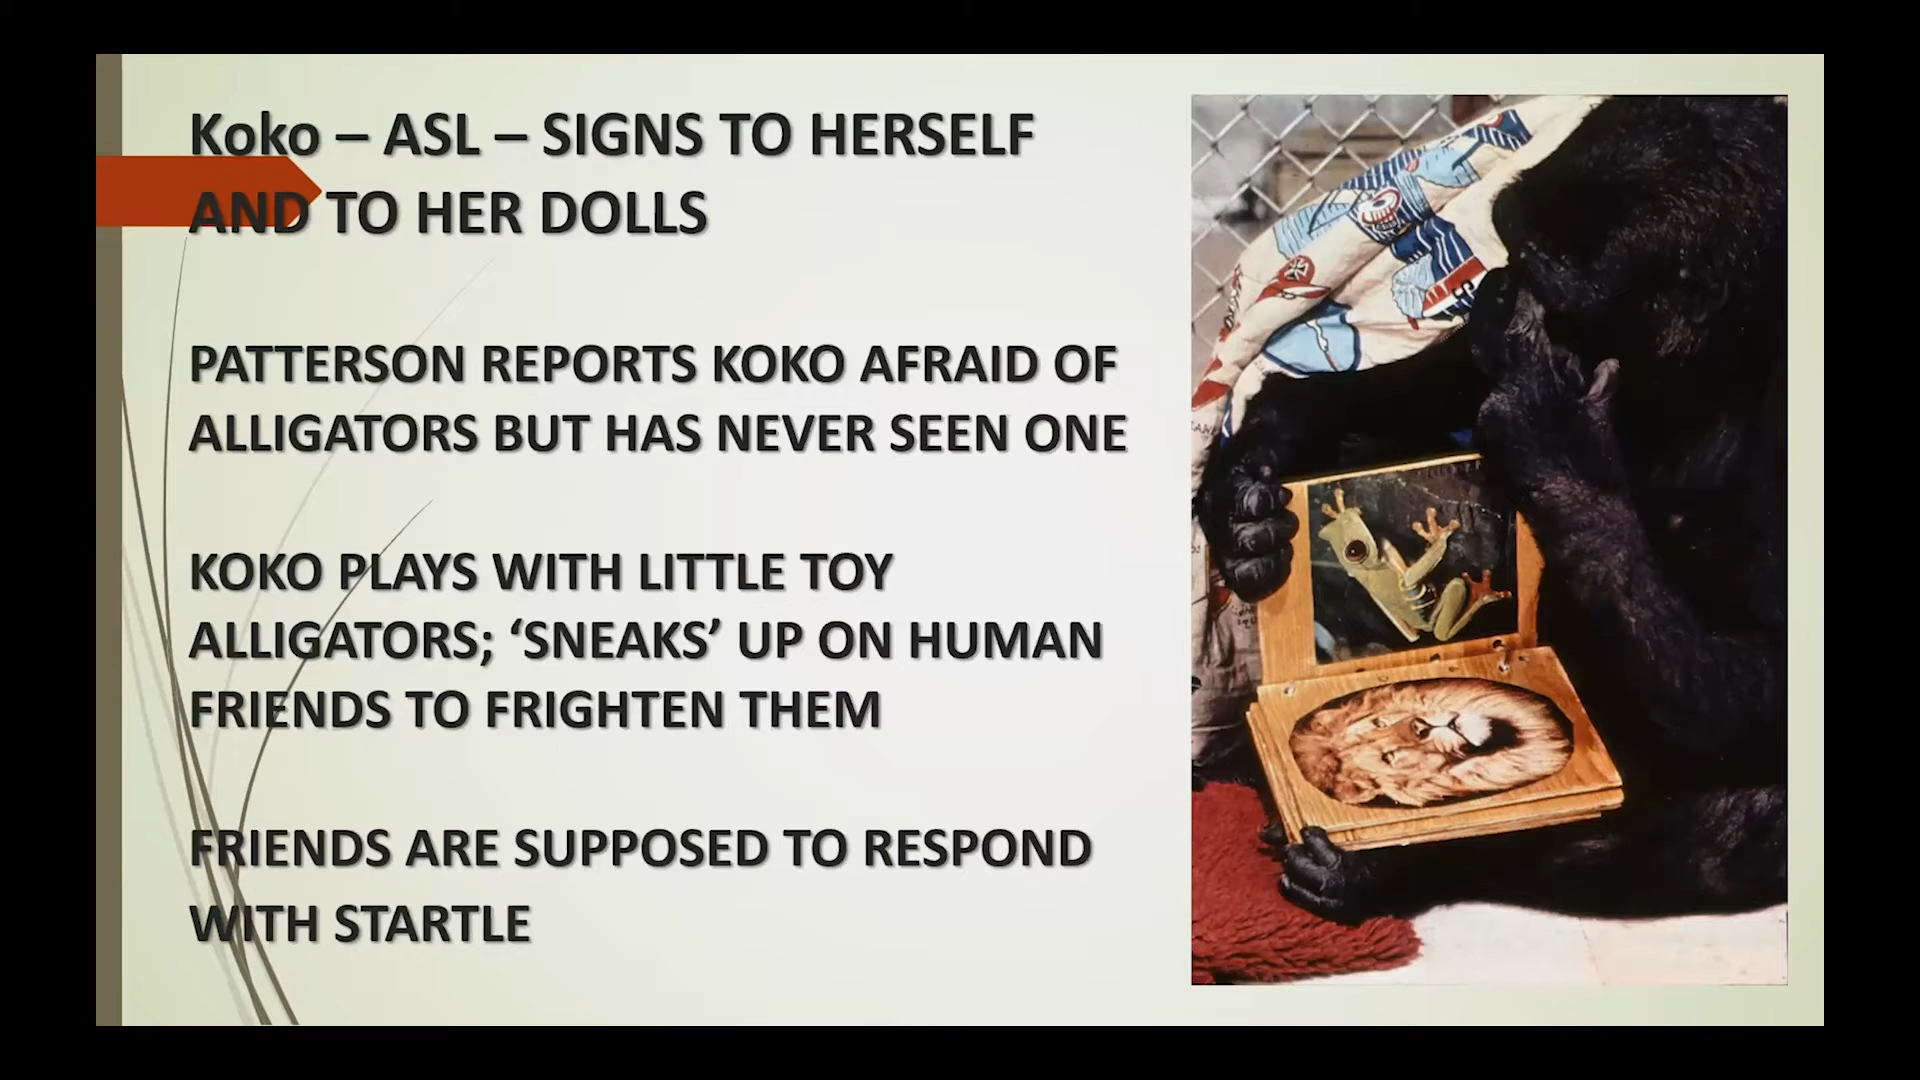 Koko – ASL – SIGNS TO HERSELF
AND TO HER DOLLS
PATTERSON REPORTS KOKO AFRAID OF
ALLIGATORS BUT HAS NEVER SEEN ONE
KOKO PLAYS WITH LITTLE TOY
ALLIGATORS; ‘SNEAKS’ UP ON HUMAN
FRIENDS TO FRIGHTEN THEM
FRIENDS ARE SUPPOSED TO RESPOND
WITH STARTLE